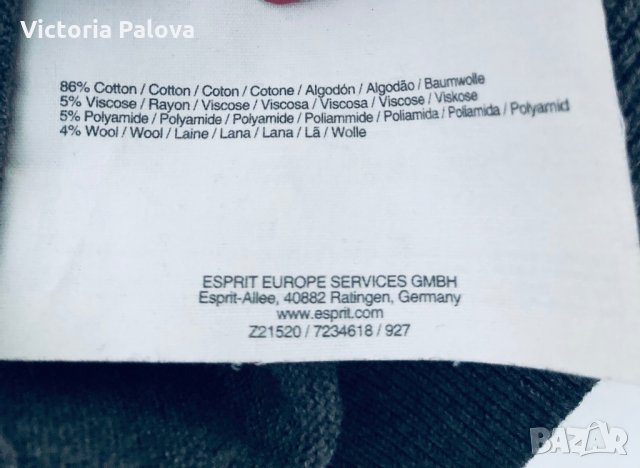 Victoria Palova
86% Cotton / Cotton / Coton / Cotone / Algodón / Algodão / Baumwolle
5% Viscose / Rayon / Viscose / Viscosa / Viscosa / Viscose / Viskose
5% Polyamide / Polyamide / Polyamide / Poliammide / Poliamida / Poliamida / Polyamid
4% Wool / Wool / Laine / Lana / Lana / Lã / Wolle
ESPRIT EUROPE SERVICES GMBH
Esprit-Allee, 40882 Ratingen, Germany
www.esprit.com
Z21520 / 7234618 / 927
bazar